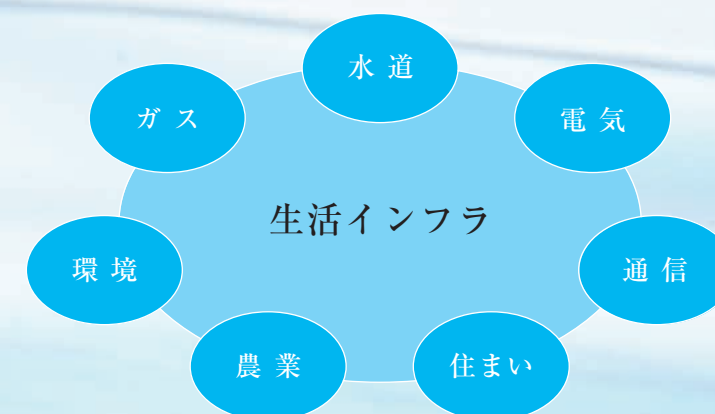 水道
ガス
電気
生活インフラ
環境
通信
農業
住まい